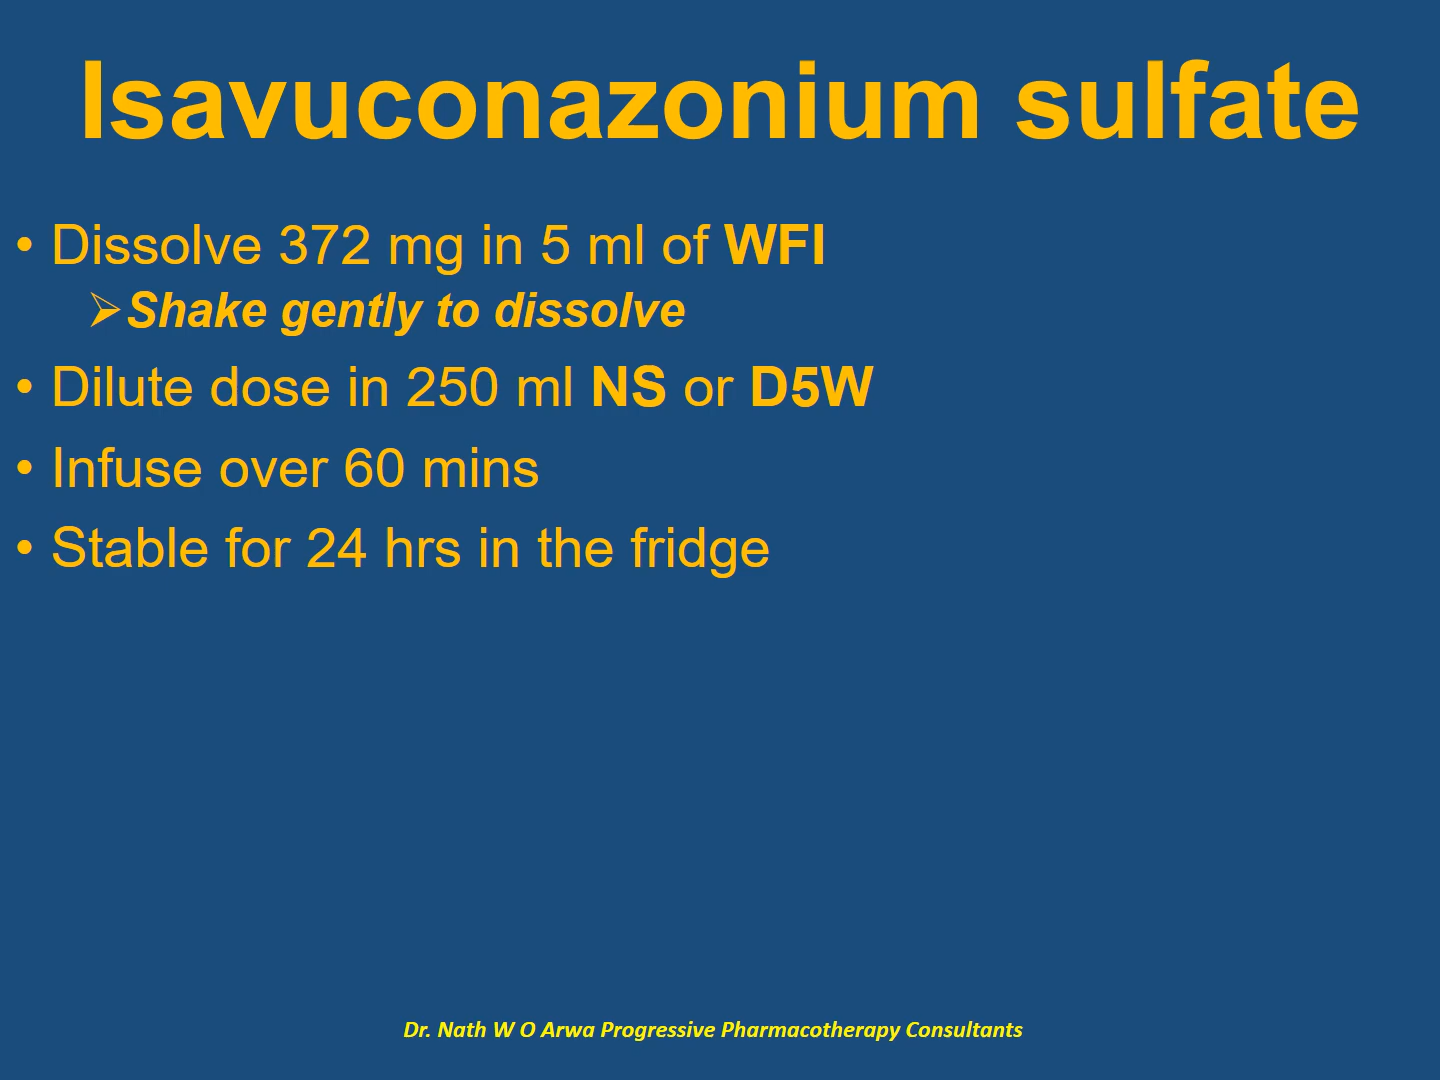 Isavuconazonium sulfate
• Dissolve 372 mg in 5 ml of WFI
➢Shake gently to dissolve
• Dilute dose in 250 ml NS or D5W
• Infuse over 60 mins
• Stable for 24 hrs in the fridge
Dr. Nath W O Arwa Progressive Pharmacotherapy Consultants